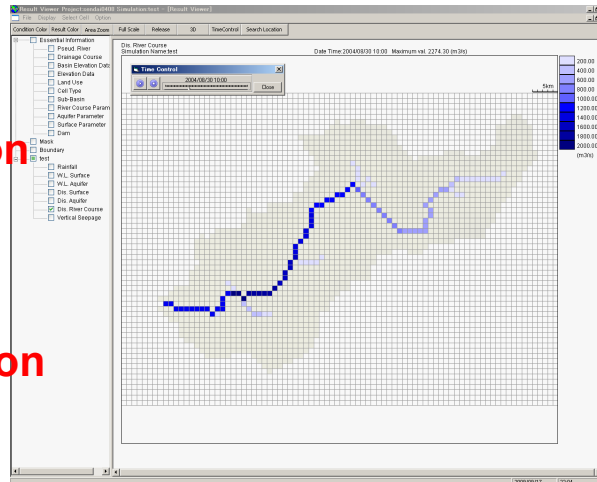 Result Viewer Project:sendai0400 Simulation:test - [Result Viewer]
File Display Select Cell Option
Condition Color Result Color Area Zoom Full Scale Release 3D TimeControl Search Location
Essential Information
Pseud. River
Drainage Course
Basin Elevation Data
Elevation Data
Land Use
Cell Type
Sub-Basin
River Course Param
Aquifer Parameter
Surface Parameter
Dam
Mask
Boundary
test
Rainfall
W.L. Surface
W.L. Aquifer
Dis. Surface
Dis. Aquifer
Dis. River Course
Vertical Seepage
on
on
Dis. River Course
Simulation Name:test Date Time:2004/08/30 10:00 Maximum val. 2274.30 (m3/s)
Time Control
2004/08/30 10:00
Close
5km
200.00
400.00
600.00
800.00
1000.00
1200.00
1400.00
1600.00
1800.00
2000.00
(m3/s)